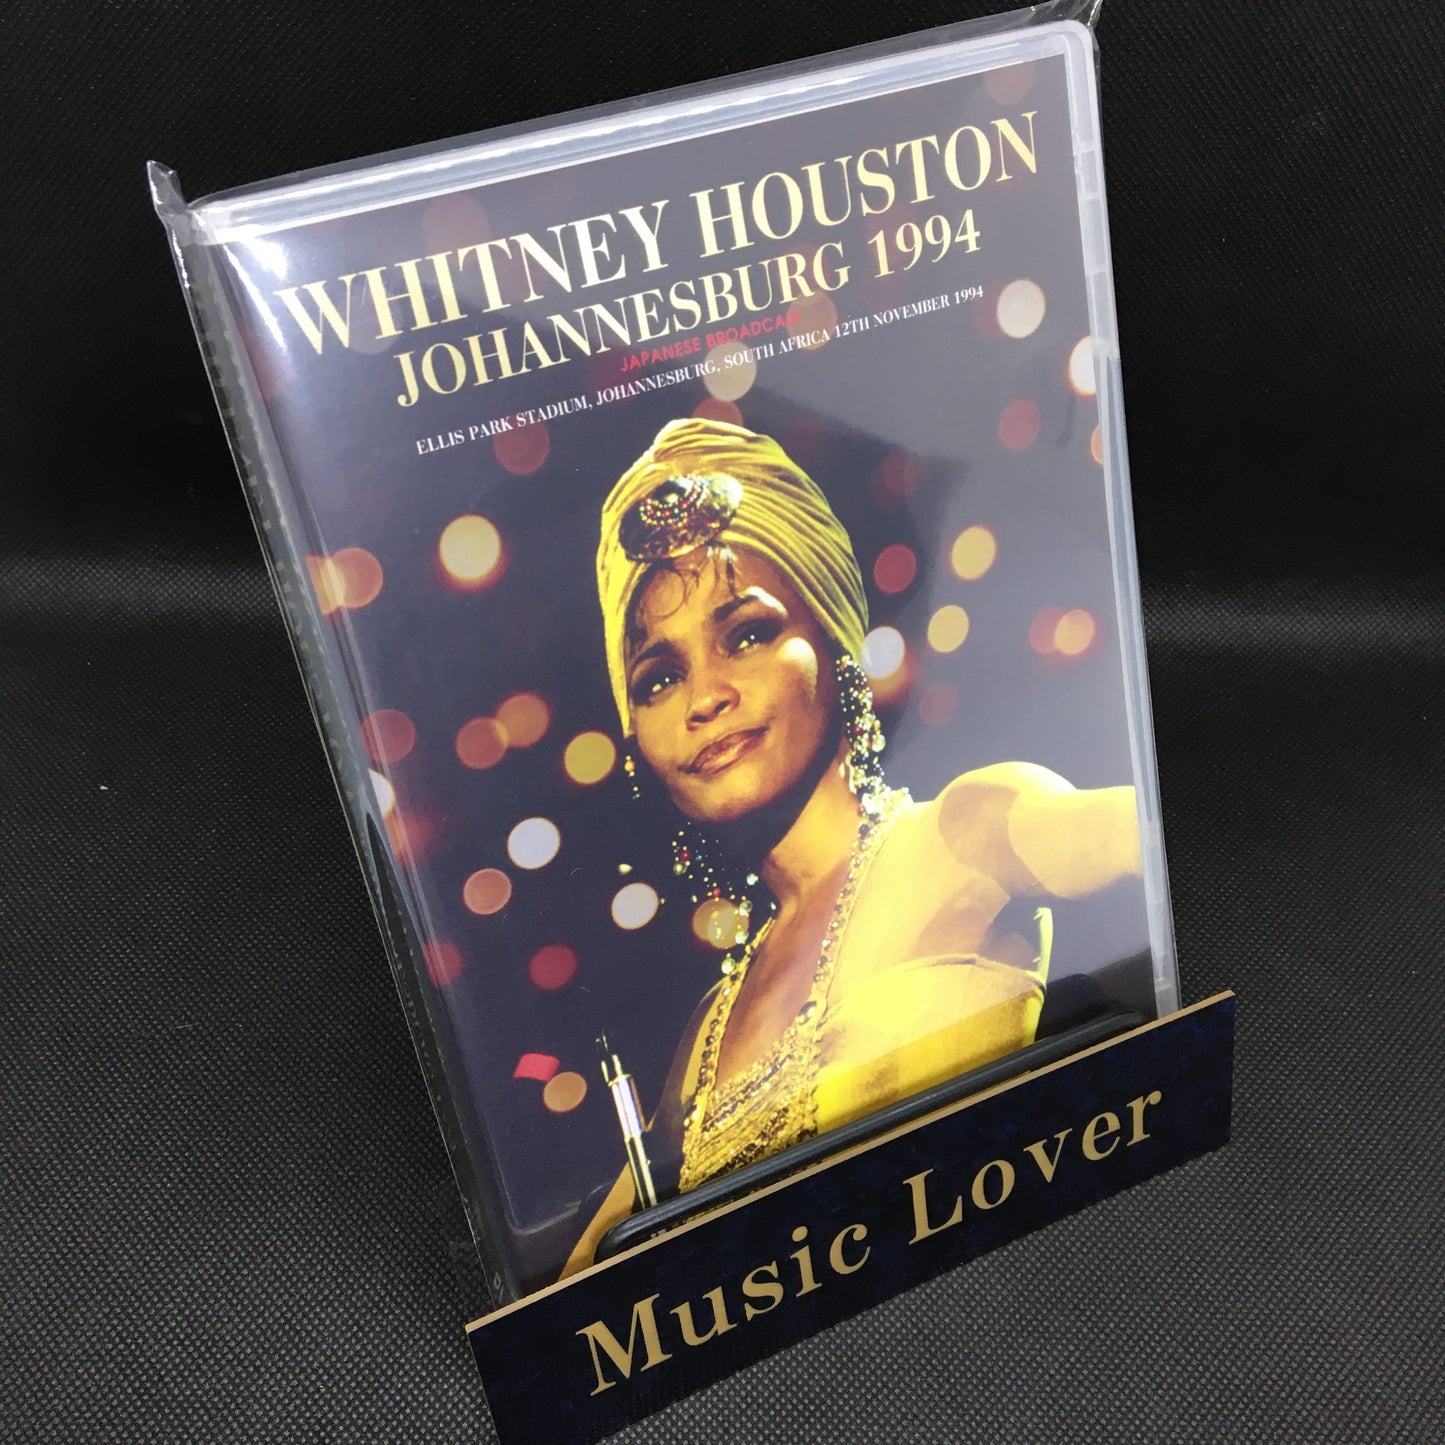 WHITNEY HOUSTON
JOHANNESBURG 1994
JAPANESE BROADCAST
ELLIS PARK STADIUM, JOHANNESBURG, SOUTH AFRICA 12TH NOVEMBER 1994
Music Lover